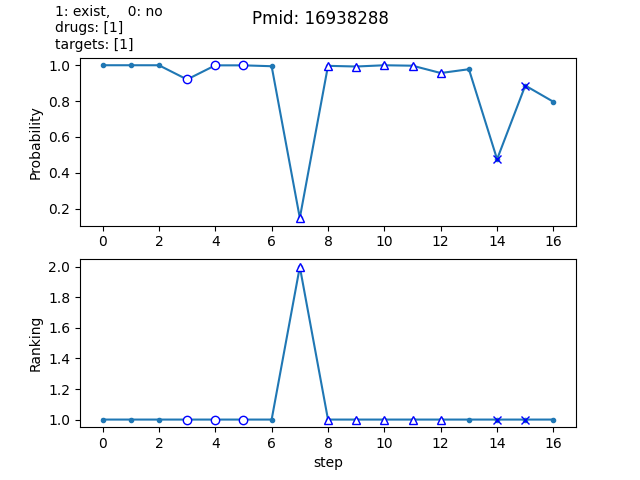 1: exist,    0: no
drugs: [1]
targets: [1]
Pmid: 16938288
1.0
0.8
0.6
0.4
0.2
Probability
0 2 4 6 8 10 12 14 16
2.0
1.8
1.6
1.4
1.2
1.0
Ranking
0 2 4 6 8 10 12 14 16
step